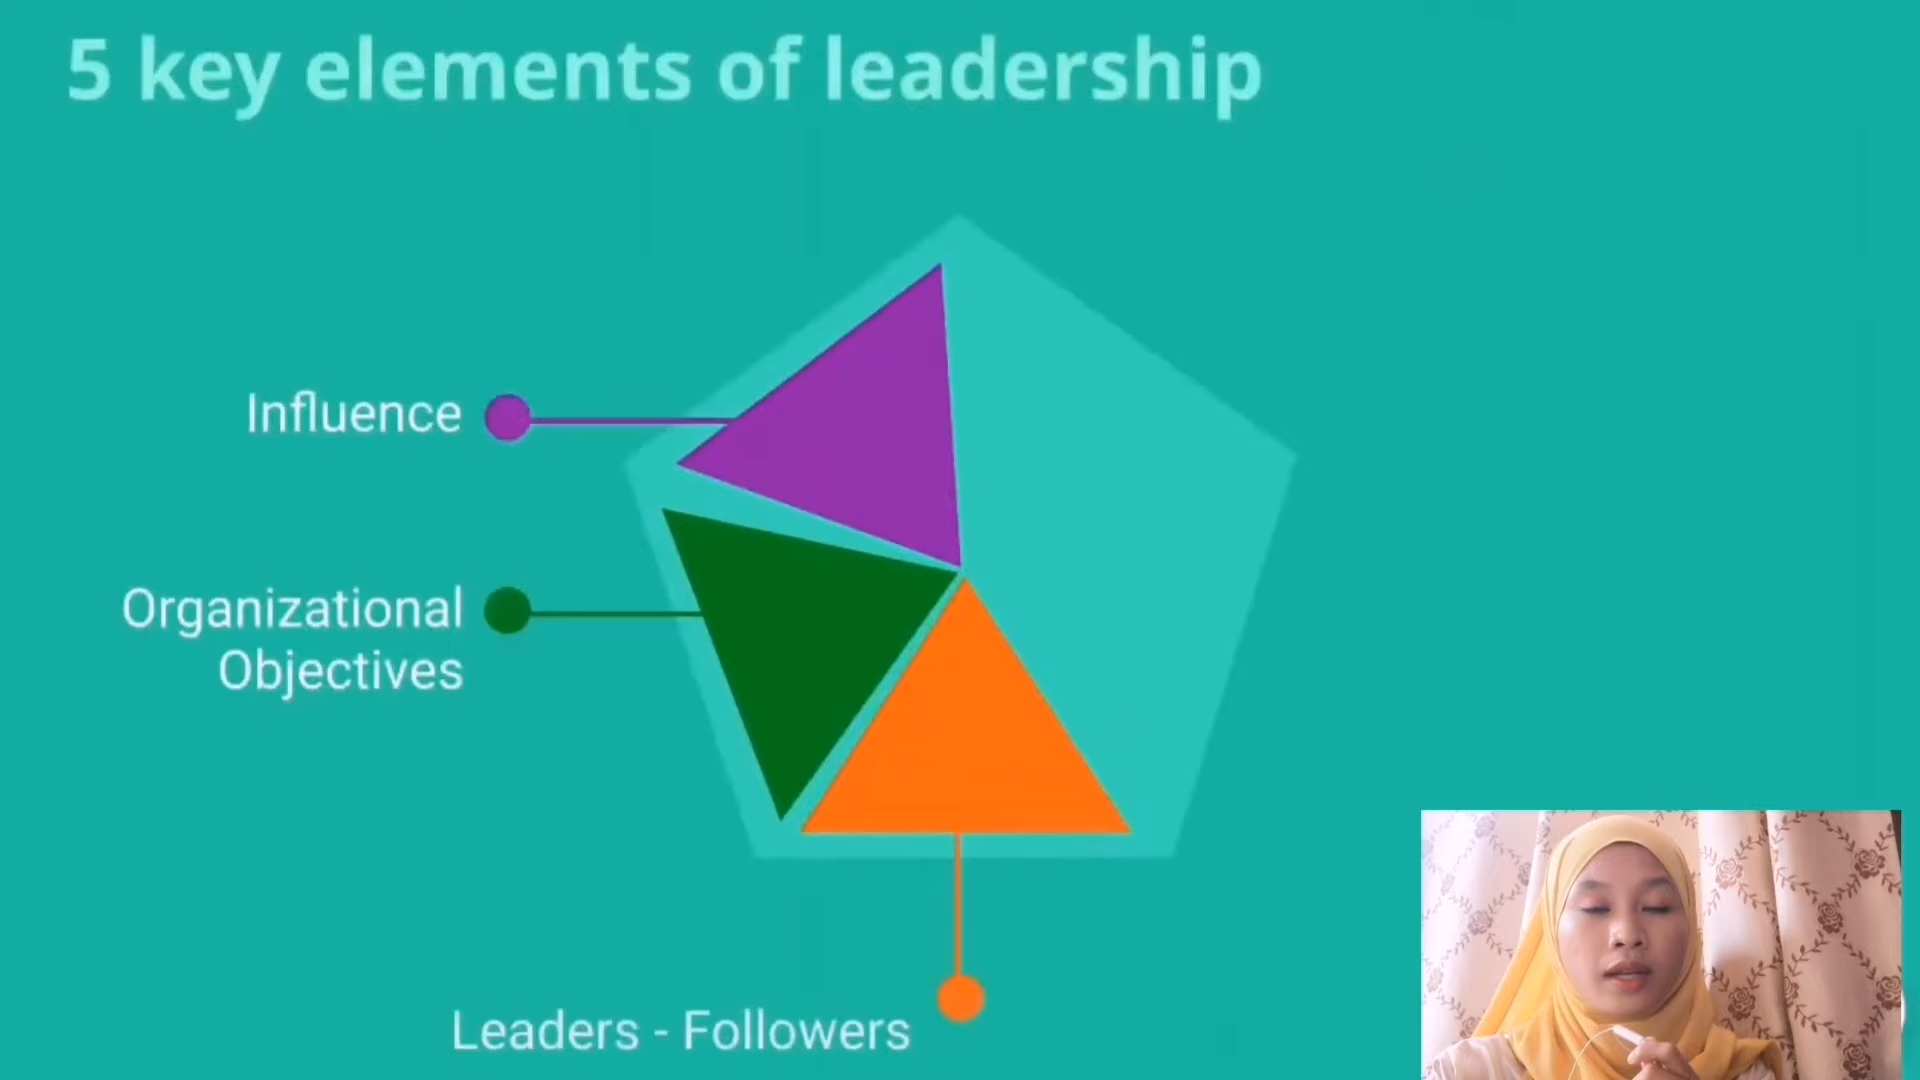 5 key elements of leadership
Influence
Organizational
Objectives
Leaders - Followers